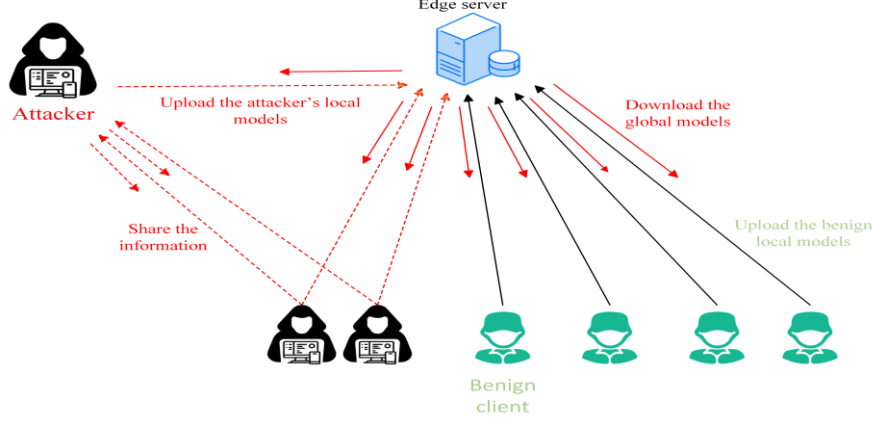 Edge server
Upload the attacker's local
models
Attacker
Download the
global models
Share the
information
Upload the benign
local models
Benign
client